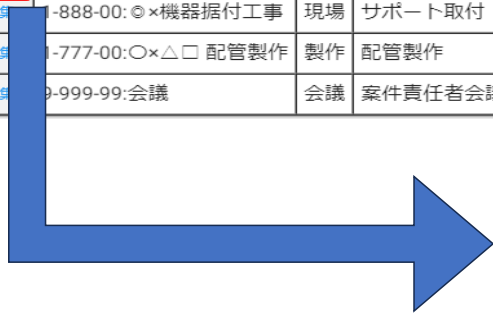 1-888-00:◎×機器据付工事 現場 サポート取付
1-777-00:○×△□ 配管製作 製作 配管製作
9-999-99:会議 会議 案件責任者会議